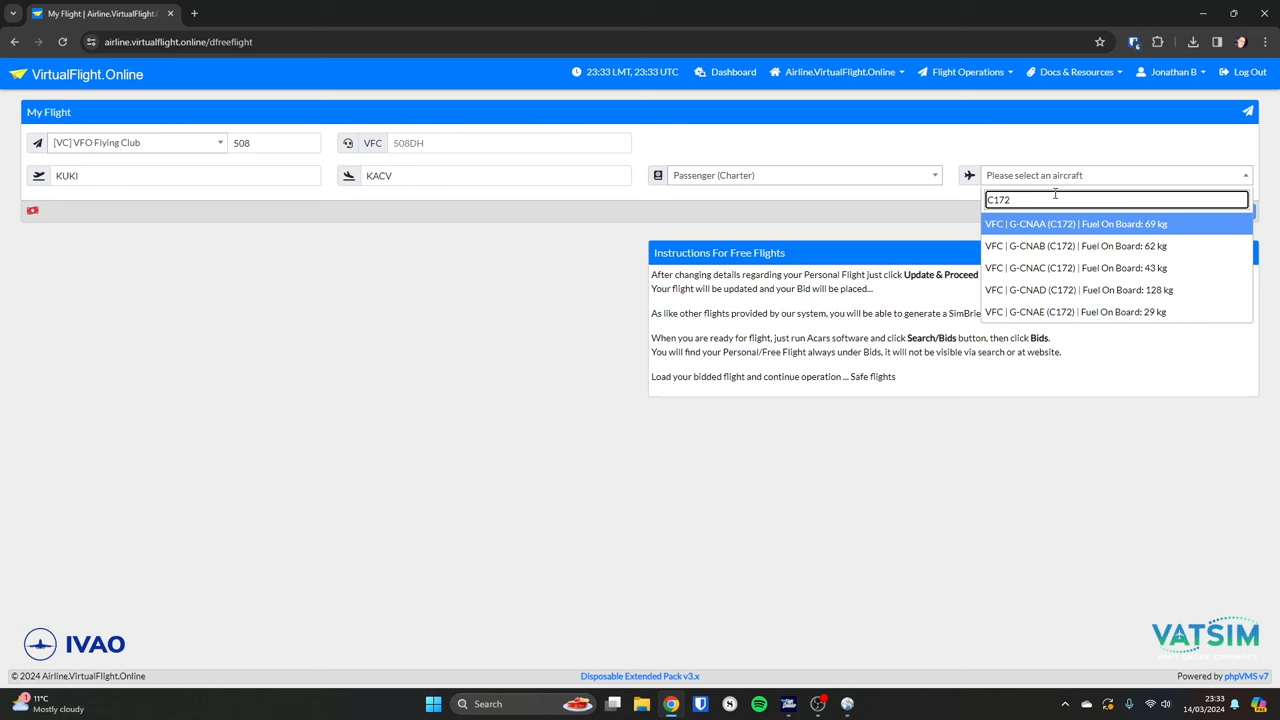 My Flight | Airline.VirtualFlight.
airline.virtualflight.online/dfreeflight
VirtualFlight.Online
23:33 LMT, 23:33 UTC
Dashboard
Airline.VirtualFlight.Online
Flight Operations
Docs & Resources
Jonathan B
Log Out
My Flight
[VC] VFO Flying Club
508
VFC
508DH
KUKI
KACV
Passenger (Charter)
Please select an aircraft
C172
VFC | G-CNAA (C172) | Fuel On Board: 69 kg
VFC | G-CNAB (C172) | Fuel On Board: 62 kg
VFC | G-CNAC (C172) | Fuel On Board: 43 kg
VFC | G-CNAD (C172) | Fuel On Board: 128 kg
VFC | G-CNAE (C172) | Fuel On Board: 29 kg
Instructions For Free Flights
After changing details regarding your Personal Flight just click Update & Proceed
Your flight will be updated and your Bid will be placed...
As like other flights provided by our system, you will be able to generate a SimBrie
When you are ready for flight, just run Acars software and click Search/Bids button, then click Bids.
You will find your Personal/Free Flight always under Bids, it will not be visible via search or at website.
Load your bidded flight and continue operation ... Safe flights
IVAO
VATSIM
© 2024 Airline.VirtualFlight.Online
Disposable Extended Pack v3.x
Powered by phpVMS v7
1
11°C
Mostly cloudy
Search
23:33
14/03/2024